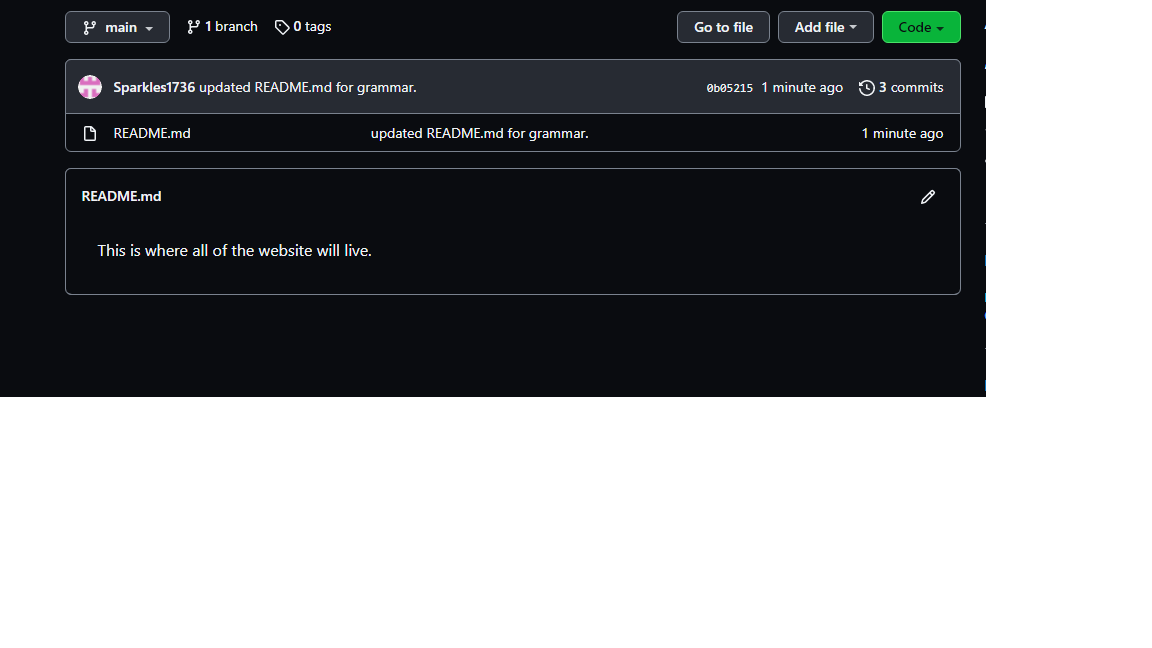 main 1 branch 0 tags Go to file Add file Code
Sparkles1736 updated README.md for grammar. 0b05215 1 minute ago 3 commits
README.md updated README.md for grammar. 1 minute ago
README.md
This is where all of the website will live.